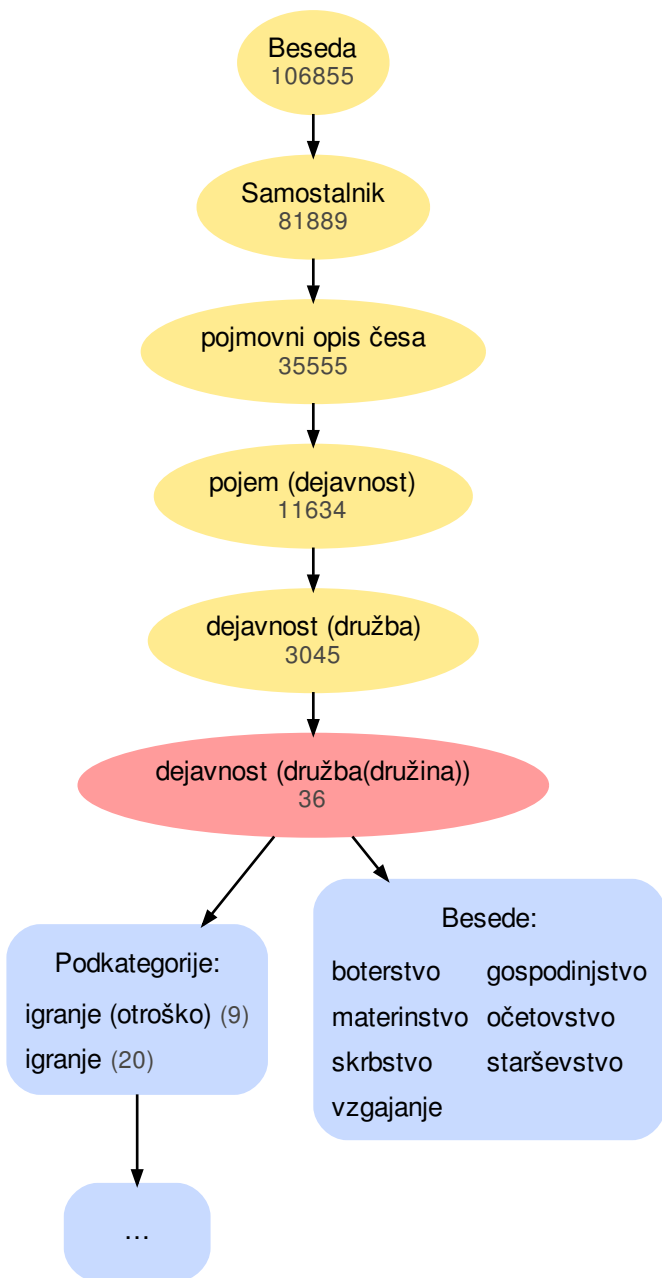 Beseda
106855
Samostalnik
81889
pojmovni opis česa
35555
pojem (dejavnost)
11634
dejavnost (družba)
3045
dejavnost (družba(družina))
36
Podkategorije:
igranje (otroško) (9)
igranje (20)
…
Besede:
boterstvo gospodinjstvo
materinstvo očetovstvo
skrbstvo starševstvo
vzgajanje